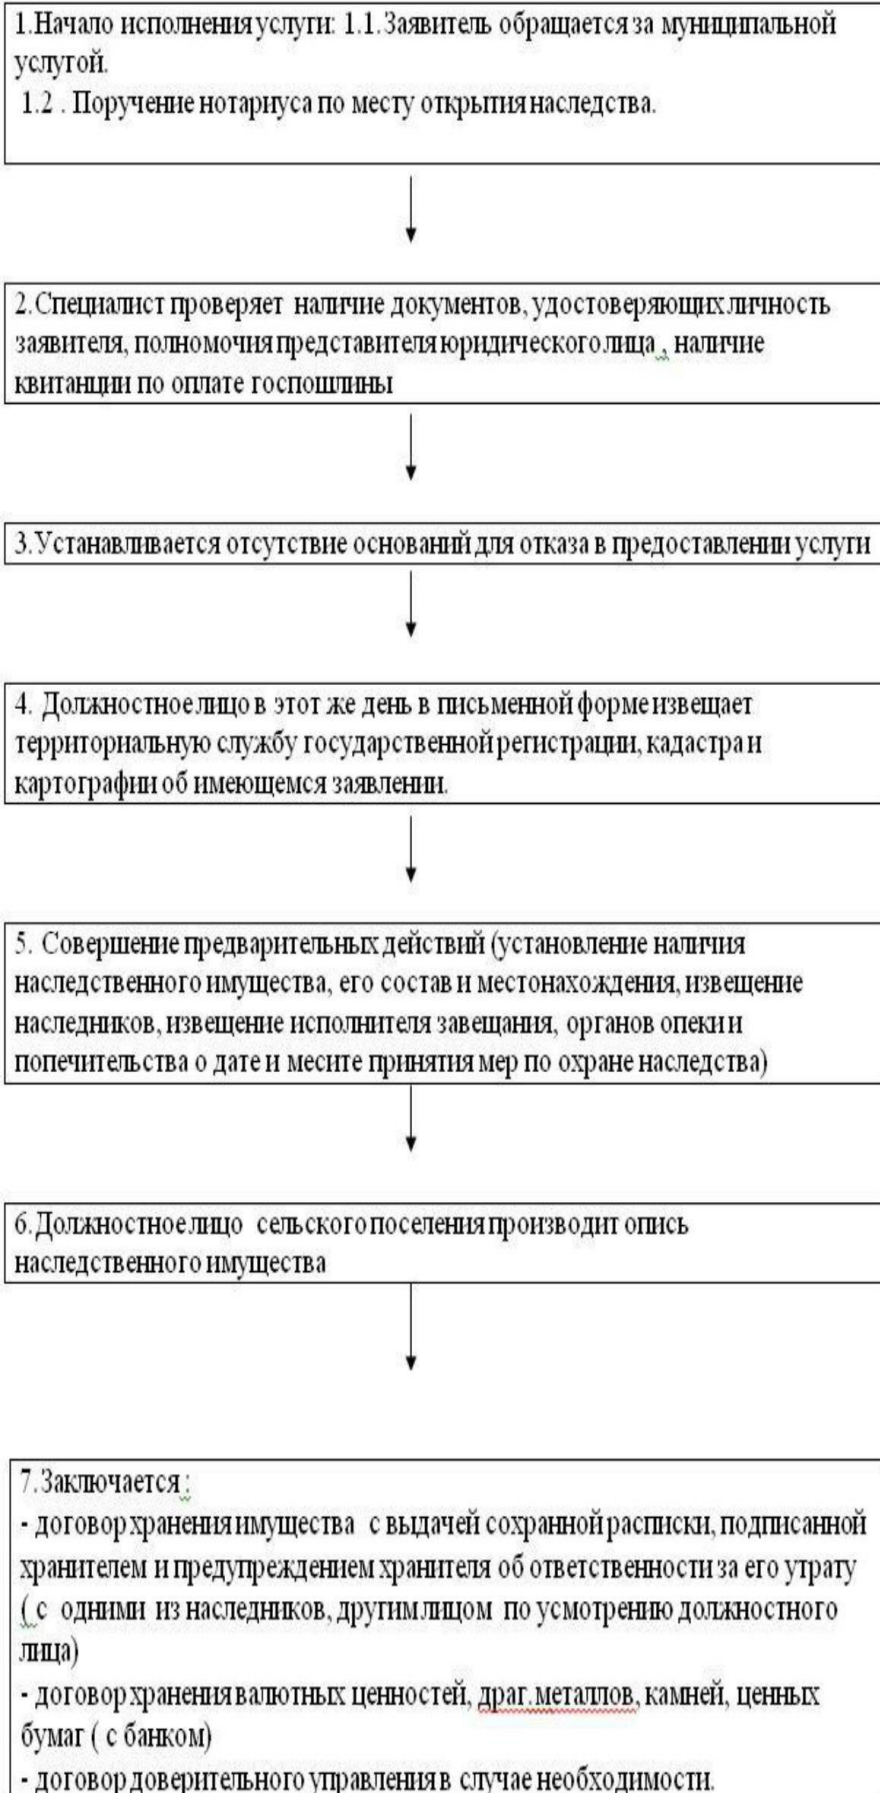 1.Начало исполнения услуги: 1.1.Заявитель обращается за муниципальной
услугой.
1.2 . Поручение нотариуса по месту открытия наследства.
2.Специалист проверяет наличие документов, удостоверяющих личность
заявителя, полномочия представителя юридического лица , наличие
квитанции по оплате госпошлины
3.Устанавливается отсутствие оснований для отказа в предоставлении услуги
4. Должностное лицо в этот же день в письменной форме извещает
территориальную службу государственной регистрации, кадастра и
картографии об имеющемся заявлении.
5. Совершение предварительных действий (установление наличия
наследственного имущества, его состав и местонахождения, извещение
наследников, извещение исполнителя завещания, органов опеки и
попечительства о дате и месите принятия мер по охране наследства)
6.Должностное лицо сельского поселения производит опись
наследственного имущества
7.Заключается :
- договор хранения имущества с выдачей сохранной расписки, подписанной
хранителем и предупреждением хранителя об ответственности за его утрату
( с одними из наследников, другим лицом по усмотрению должностного
лица)
- договор хранения валютных ценностей, драг.металлов, камней, ценных
бумаг ( с банком)
- договор доверительного управления в случае необходимости.